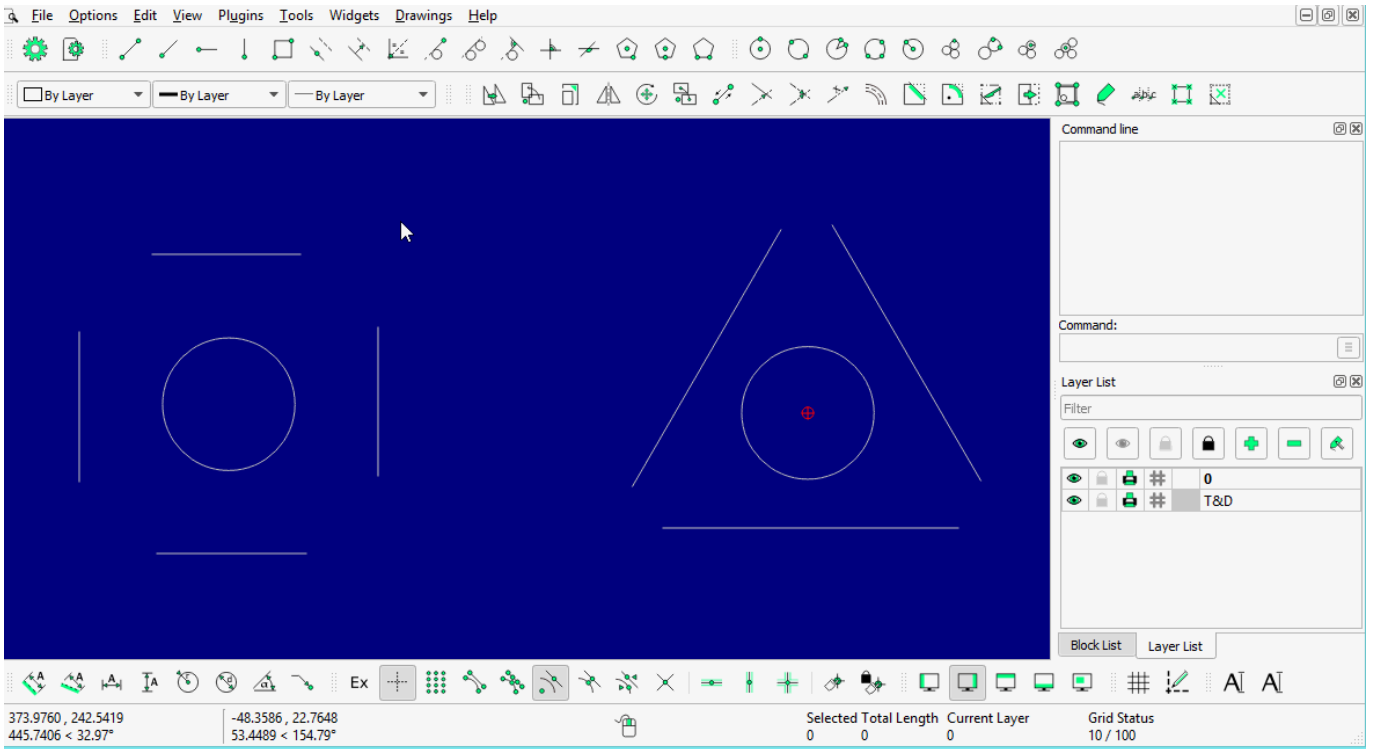 File Options Edit View Plugins Tools Widgets Drawings Help
By Layer By Layer By Layer
Command line
Command:
Layer List
Filter
0
T&D
Block List Layer List
Ex
373.9760 , 242.5419 -48.3586 , 22.7648 Selected Total Length Current Layer Grid Status
445.7406 < 32.97° 53.4489 < 154.79° 0 0 0 10 / 100